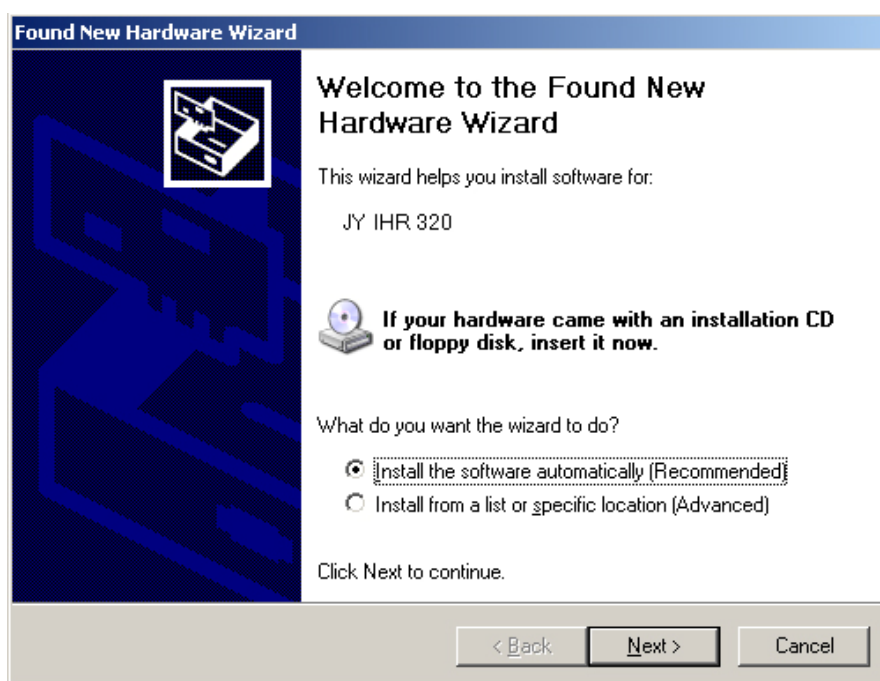 Found New Hardware Wizard
Welcome to the Found New
Hardware Wizard
This wizard helps you install software for:
JY IHR 320
If your hardware came with an installation CD
or floppy disk, insert it now.
What do you want the wizard to do?
Install the software automatically (Recommended)
Install from a list or specific location (Advanced)
Click Next to continue.
< Back
Next >
Cancel